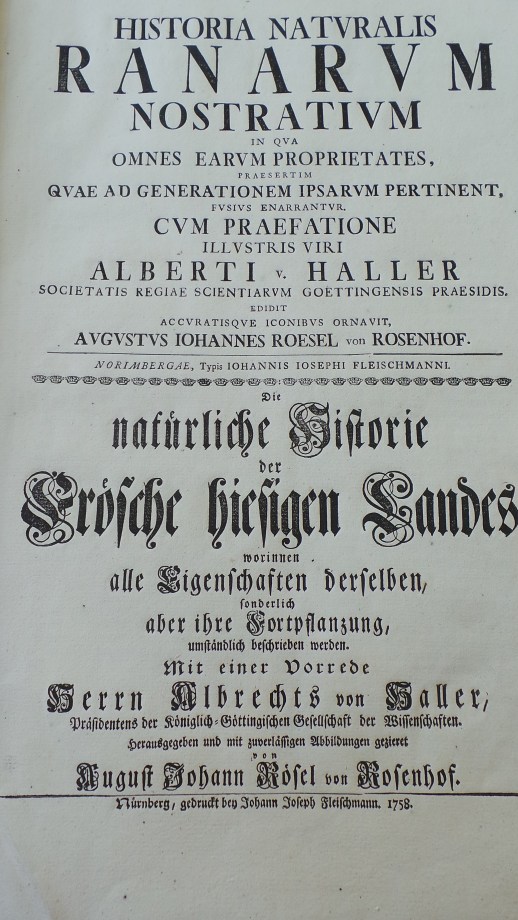 HISTORIA NATVRALIS
RANARVM
NOSTRATIVM
IN QVA
OMNES EARVM PROPRIETATES,
PRAESERTIM
QVAE AD GENERATIONEM IPSARVM PERTINENT,
FVSIVS ENARRANTVR.
CVM PRAEFATIONE
ILLVSTRIS VIRI
ALBERTI v. HALLER
SOCIETATIS REGIAE SCIENTIARVM GOETTINGENSIS PRAESIDIS.
EDIDIT
ACCVRATISQVE ICONIBVS ORNAVIT,
AVGVSTVS IOHANNES ROESEL von ROSENHOF.
NORIMBERGAE, Typis IOHANNIS IOSEPHI FLEISCHMANNI.
Die
natürliche Hiſtorie
der
Fröſche hieſigen Landes
worinnen
alle Eigenſchaften derſelben,
ſonderlich
aber ihre Fortpflanzung,
umſtändlich beſchrieben werden.
Mit einer Vorrede
Herrn Albrechts von Haller,
Präſidentens der Königlich-Göttingiſchen Geſellſchaft der Wiſſenſchaften.
Herausgegeben und mit zuverläſſigen Abbildungen gezieret
von
Auguſt Johann Röſel von Roſenhof.
Nürnberg, gedruckt bey Johann Joſeph Fleiſchmann. 1758.